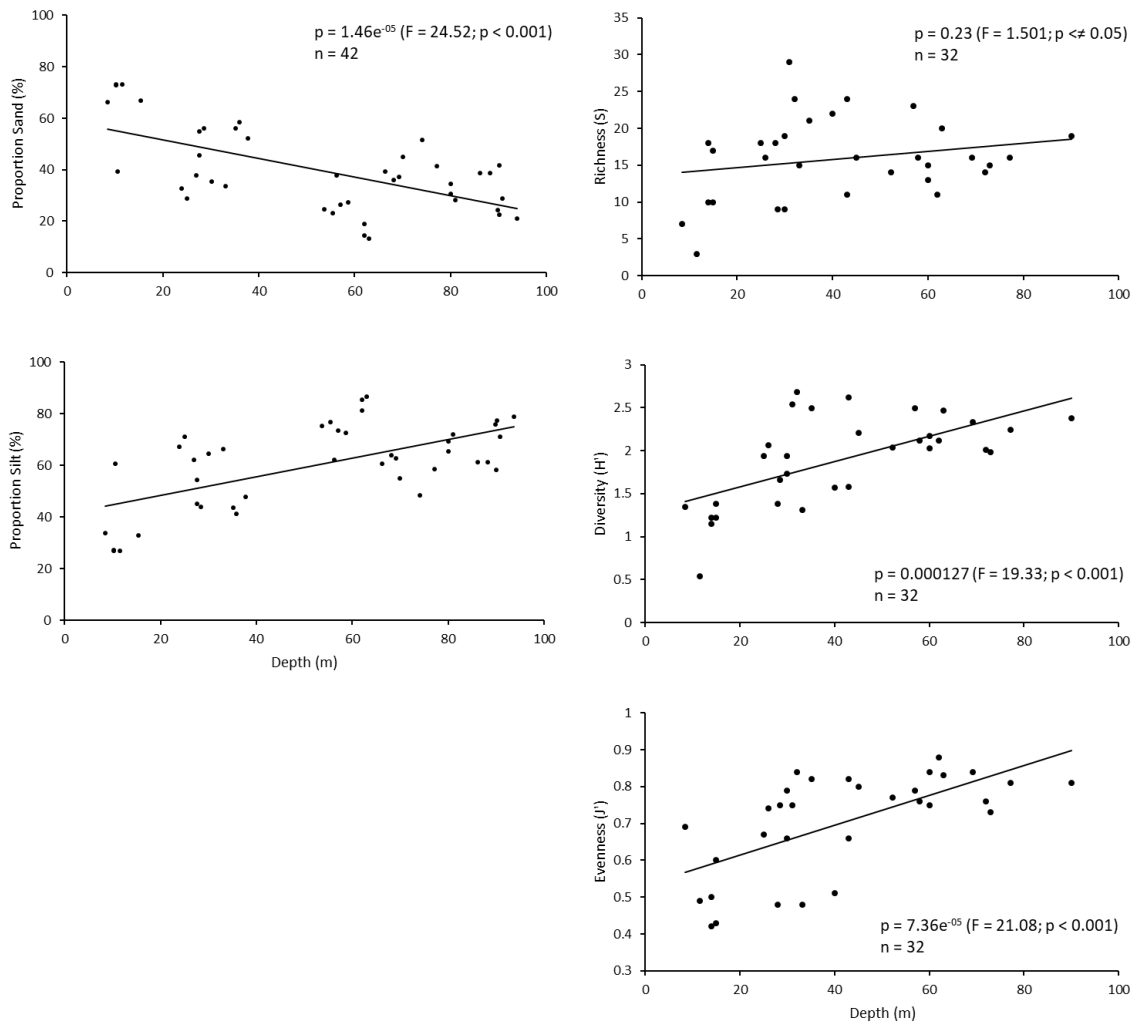 100
80
60
40
20
0
Proportion Sand (%)
p = 1.46e-05 (F = 24.52; p < 0.001)
n = 42
0 20 40 60 80 100
35
30
25
20
15
10
5
0
Richness (S)
p = 0.23 (F = 1.501; p <≠ 0.05)
n = 32
0 20 40 60 80 100
100
80
60
40
20
0
Proportion Silt (%)
0 20 40 60 80 100
Depth (m)
3
2.5
2
1.5
1
0.5
0
Diversity (H')
p = 0.000127 (F = 19.33; p < 0.001)
n = 32
0 20 40 60 80 100
1
0.9
0.8
0.7
0.6
0.5
0.4
0.3
Evenness (J')
p = 7.36e-05 (F = 21.08; p < 0.001)
n = 32
0 20 40 60 80 100
Depth (m)